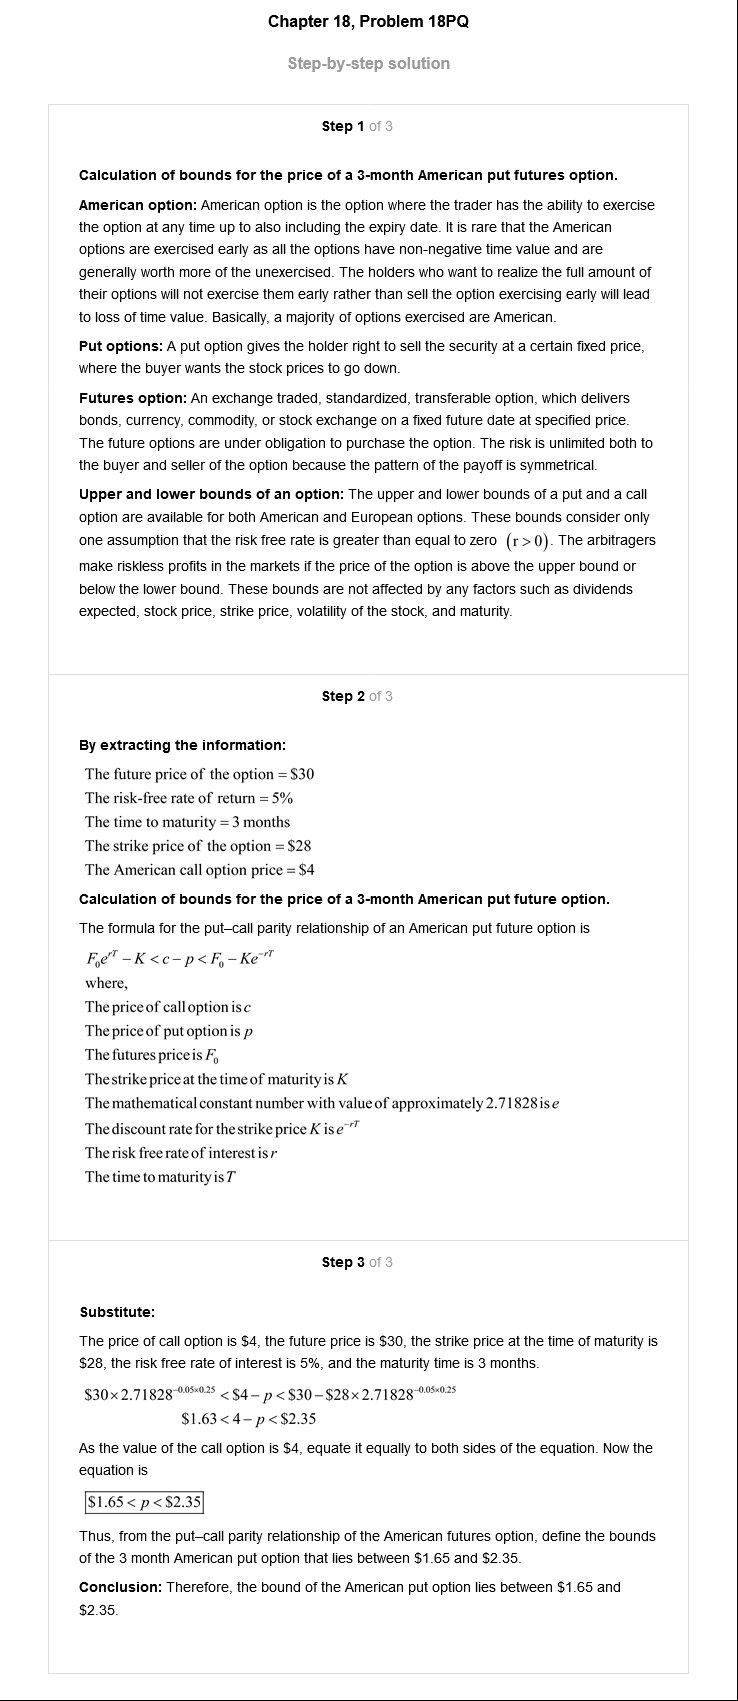 Chapter 18, Problem 18PQ
Step-by-step solution
Step 1 of 3
Calculation of bounds for the price of a 3-month American put futures option.
American option: American option is the option where the trader has the ability to exercise
the option at any time up to also including the expiry date. It is rare that the American
options are exercised early as all the options have non-negative time value and are
generally worth more of the unexercised. The holders who want to realize the full amount of
their options will not exercise them early rather than sell the option exercising early will lead
to loss of time value. Basically, a majority of options exercised are American.
Put options: A put option gives the holder right to sell the security at a certain fixed price,
where the buyer wants the stock prices to go down.
Futures option: An exchange traded, standardized, transferable option, which delivers
bonds, currency, commodity, or stock exchange on a fixed future date at specified price.
The future options are under obligation to purchase the option. The risk is unlimited both to
the buyer and seller of the option because the pattern of the payoff is symmetrical.
Upper and lower bounds of an option: The upper and lower bounds of a put and a call
option are available for both American and European options. These bounds consider only
one assumption that the risk free rate is greater than equal to zero (r > 0). The arbitragers
make riskless profits in the markets if the price of the option is above the upper bound or
below the lower bound. These bounds are not affected by any factors such as dividends
expected, stock price, strike price, volatility of the stock, and maturity.
Step 2 of 3
By extracting the information:
The future price of the option = $30
The risk-free rate of return = 5%
The time to maturity = 3 months
The strike price of the option = $28
The American call option price = $4
Calculation of bounds for the price of a 3-month American put future option.
The formula for the put–call parity relationship of an American put future option is
F₀e^{rT} – K < c – p < F₀ – Ke^{-rT}
where,
The price of call option is c
The price of put option is p
The futures price is F₀
The strike price at the time of maturity is K
The mathematical constant number with value of approximately 2.71828 is e
The discount rate for the strike price K is e^{-rT}
The risk free rate of interest is r
The time to maturity is T
Step 3 of 3
Substitute:
The price of call option is $4, the future price is $30, the strike price at the time of maturity is
$28, the risk free rate of interest is 5%, and the maturity time is 3 months.
$30 × 2.71828^{-0.05×0.25} < $4 – p < $30 – $28 × 2.71828^{-0.05×0.25}
$1.63 < 4 – p < $2.35
As the value of the call option is $4, equate it equally to both sides of the equation. Now the
equation is
$1.65 < p < $2.35
Thus, from the put–call parity relationship of the American futures option, define the bounds
of the 3 month American put option that lies between $1.65 and $2.35.
Conclusion: Therefore, the bound of the American put option lies between $1.65 and
$2.35.